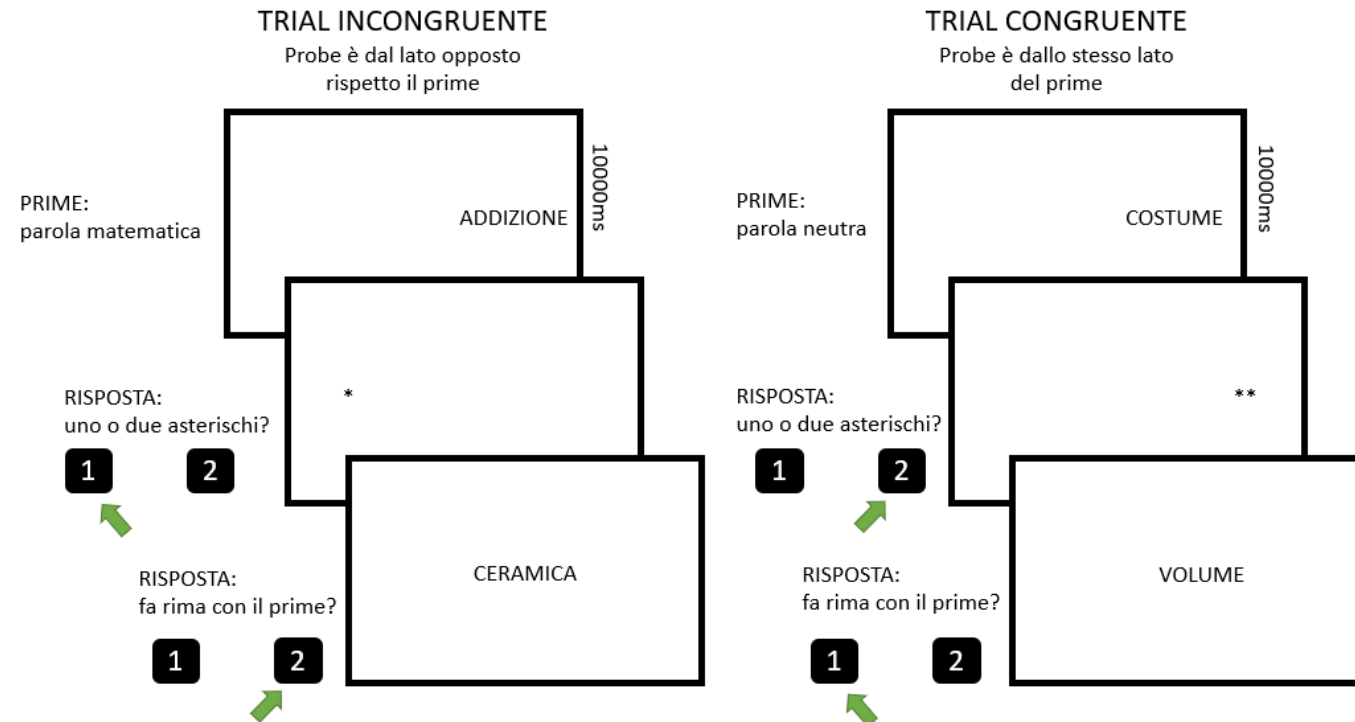 TRIAL INCONGRUENTE
Probe è dal lato opposto
rispetto il prime
PRIME:
parola matematica
ADDIZIONE
10000ms
RISPOSTA:
uno o due asterischi?
*
1 2
RISPOSTA:
fa rima con il prime?
CERAMICA
1 2
TRIAL CONGRUENTE
Probe è dallo stesso lato
del prime
PRIME:
parola neutra
COSTUME
10000ms
RISPOSTA:
uno o due asterischi?
**
1 2
RISPOSTA:
fa rima con il prime?
VOLUME
1 2